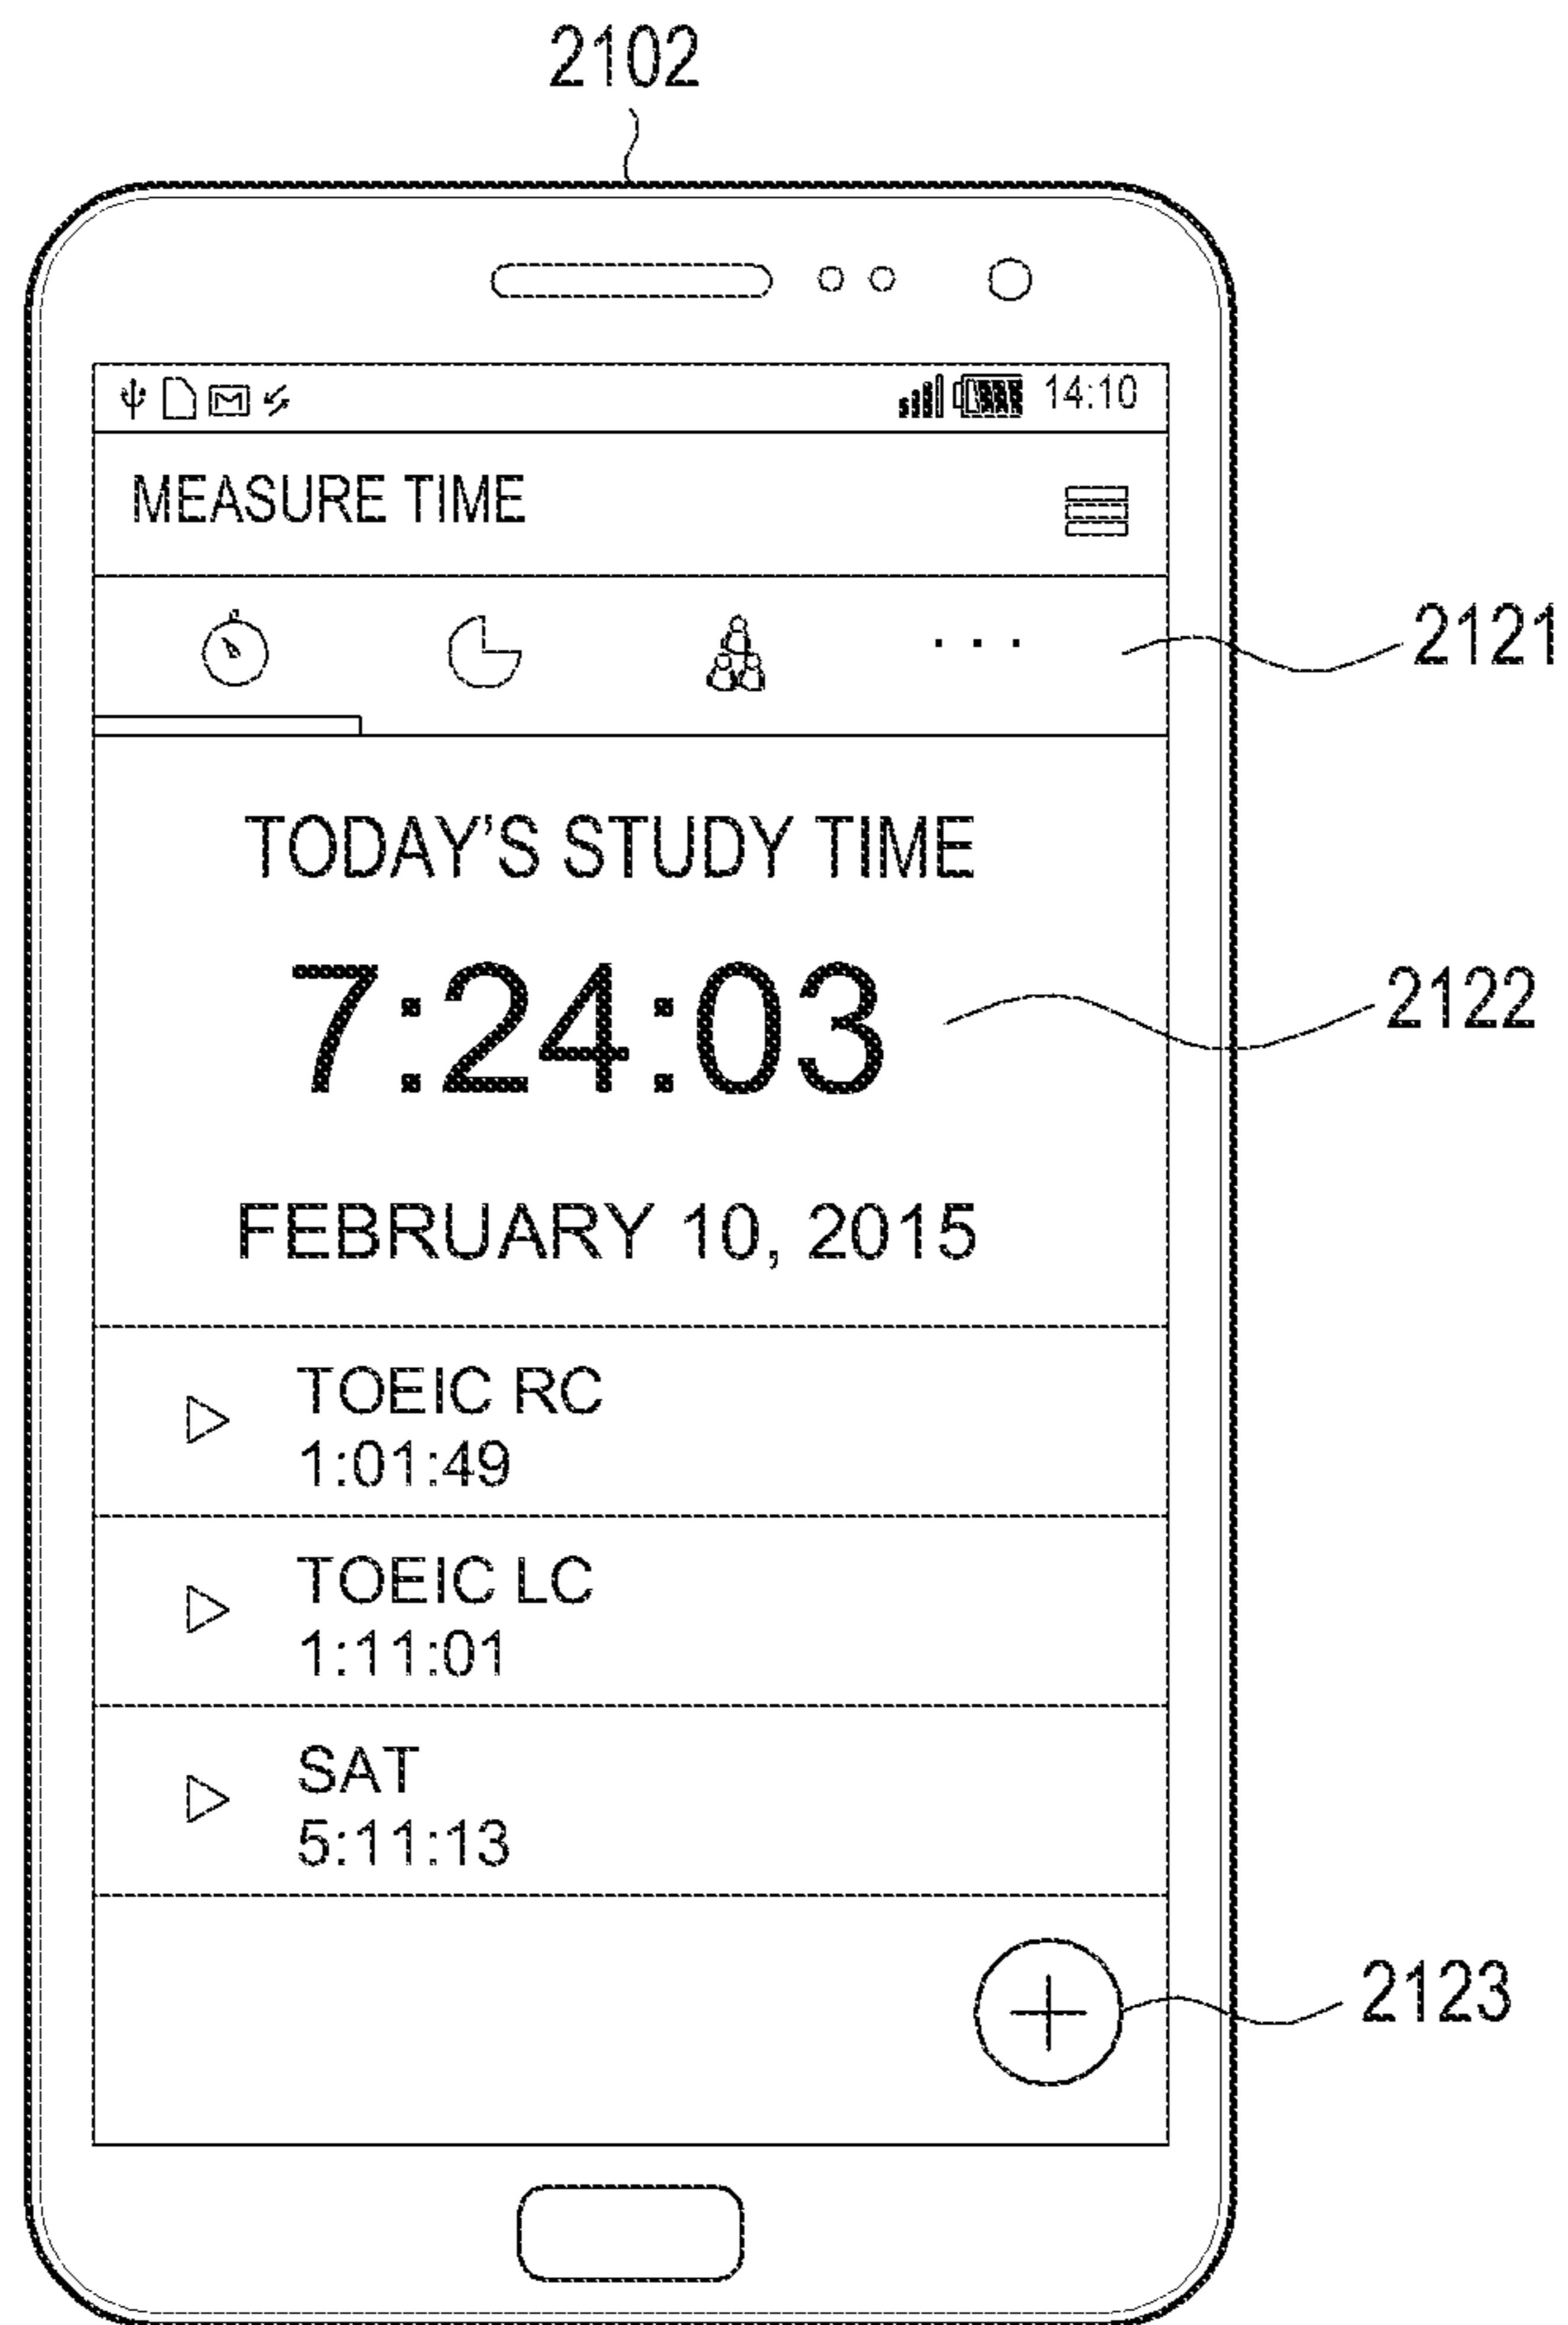 2102
14:10
MEASURE TIME
. . .
2121
TODAY'S STUDY TIME
7:24:03
2122
FEBRUARY 10, 2015
TOEIC RC
1:01:49
TOEIC LC
1:11:01
SAT
5:11:13
2123